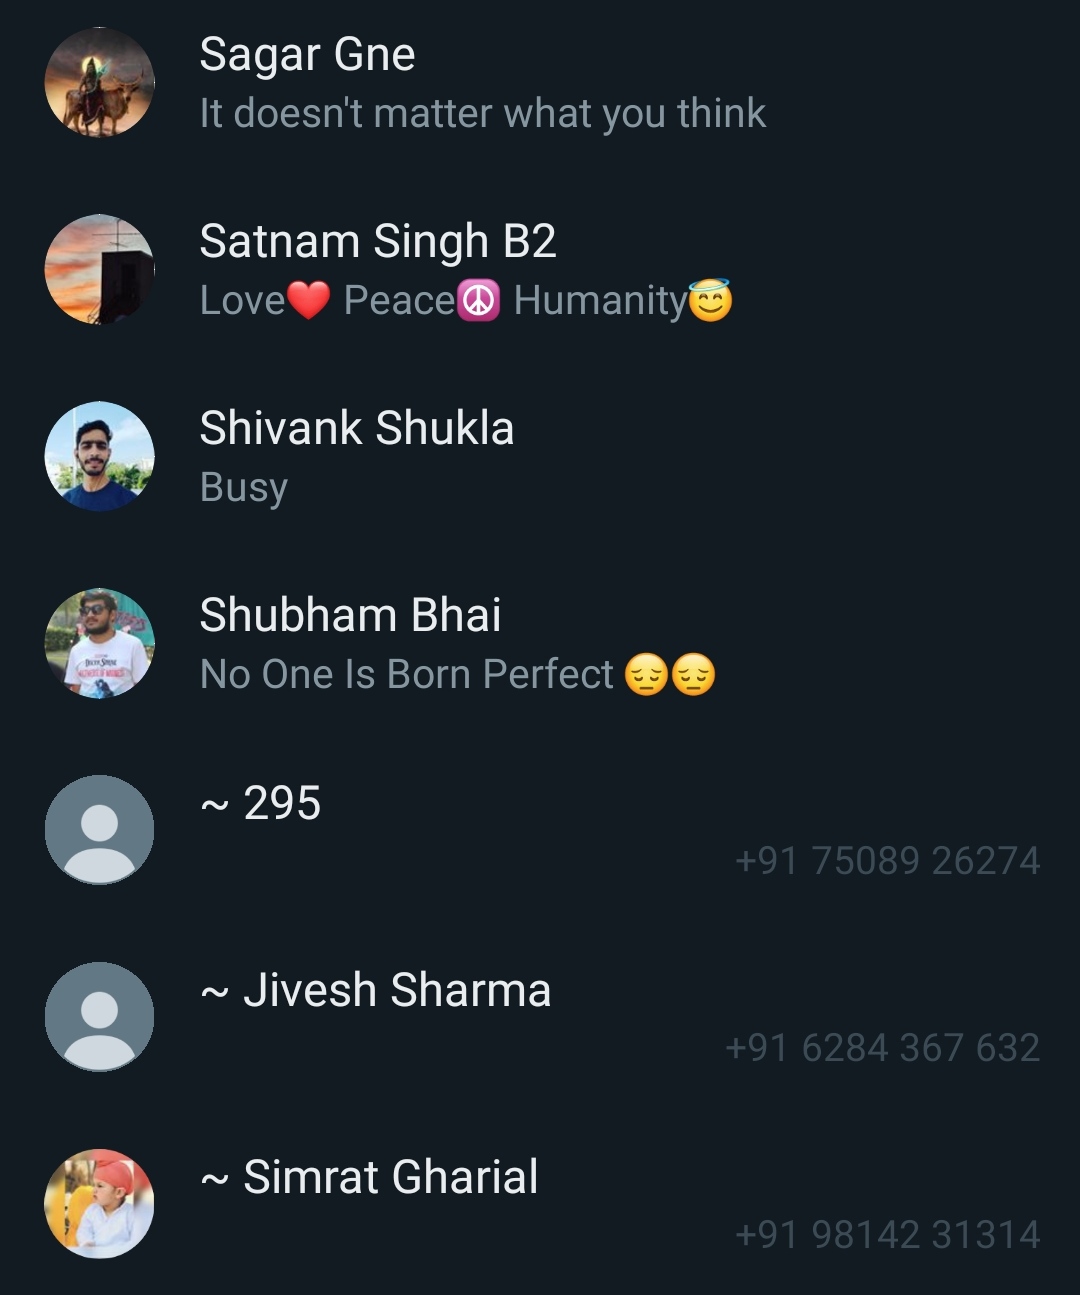 Sagar Gne
It doesn't matter what you think
Satnam Singh B2
Love❤️ Peace☮️ Humanity😇
Shivank Shukla
Busy
Shubham Bhai
No One Is Born Perfect 😔😔
~ 295
+91 75089 26274
~ Jivesh Sharma
+91 6284 367 632
~ Simrat Gharial
+91 98142 31314